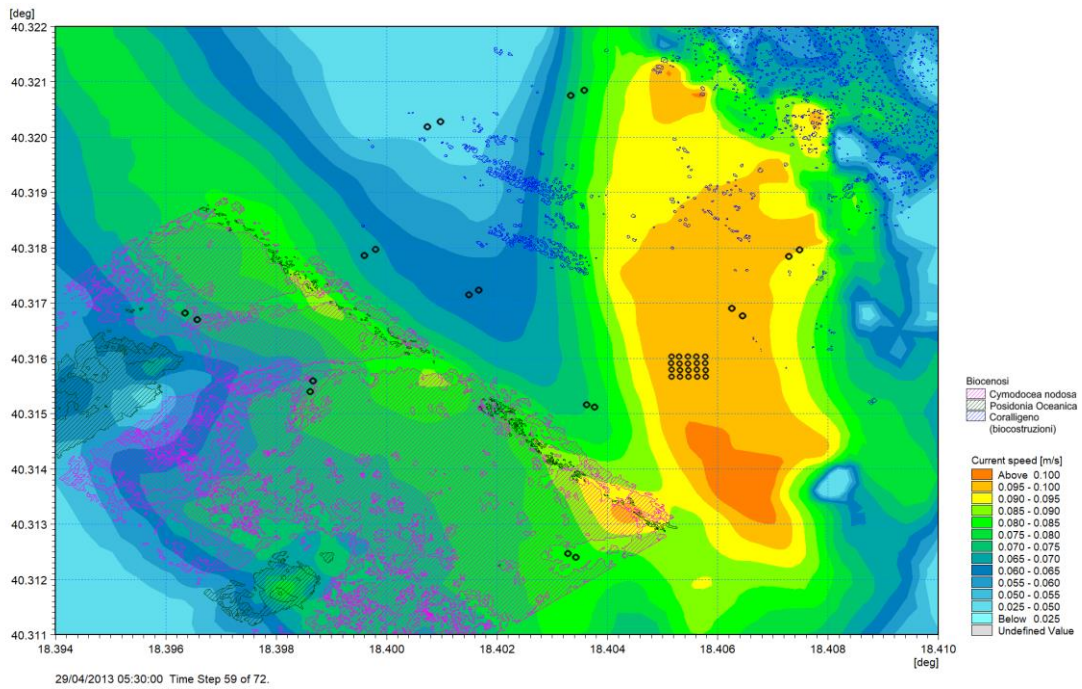 [deg]
40.322
40.321
40.320
40.319
40.318
40.317
40.316
40.315
40.314
40.313
40.312
40.311
18.394
18.396
18.398
18.400
18.402
18.404
18.406
18.408
18.410
[deg]
29/04/2013 05:30:00 Time Step 59 of 72.
Biocenosi
Cymodocea nodosa
Posidonia Oceanica
Coralligeno
(biocostruzioni)
Current speed [m/s]
Above 0.100
0.095 - 0.100
0.090 - 0.095
0.085 - 0.090
0.080 - 0.085
0.075 - 0.080
0.070 - 0.075
0.065 - 0.070
0.060 - 0.065
0.055 - 0.060
0.050 - 0.055
0.025 - 0.050
Below 0.025
Undefined Value